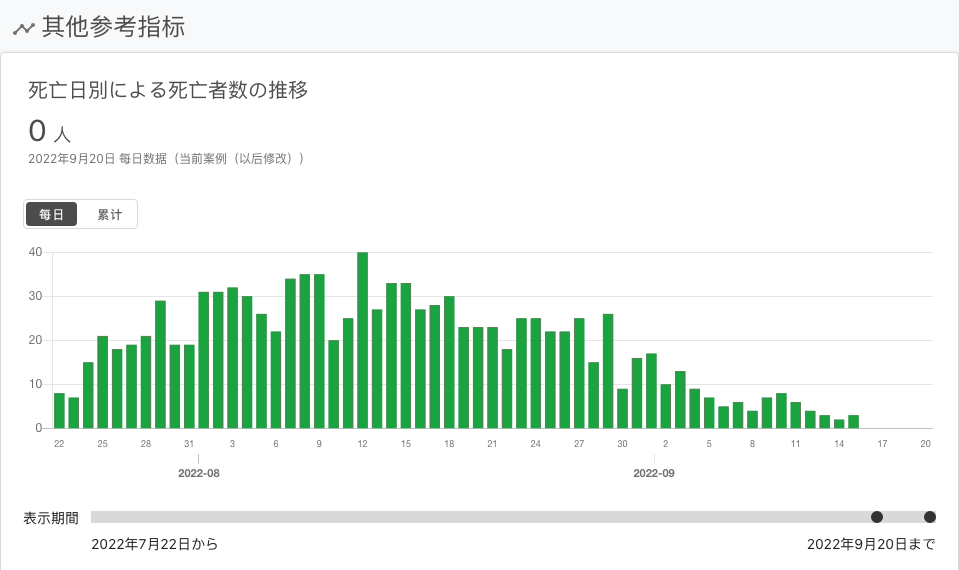 其他参考指标
死亡日別による死亡者数の推移
0 人
2022年9月20日 每日数据（当前案例（以后修改））
每日 累计
40
30
20
10
0
22 25 28 31 3 6 9 12 15 18 21 24 27 30 2 5 8 11 14 17 20
2022-08 2022-09
表示期間
2022年7月22日から 2022年9月20日まで